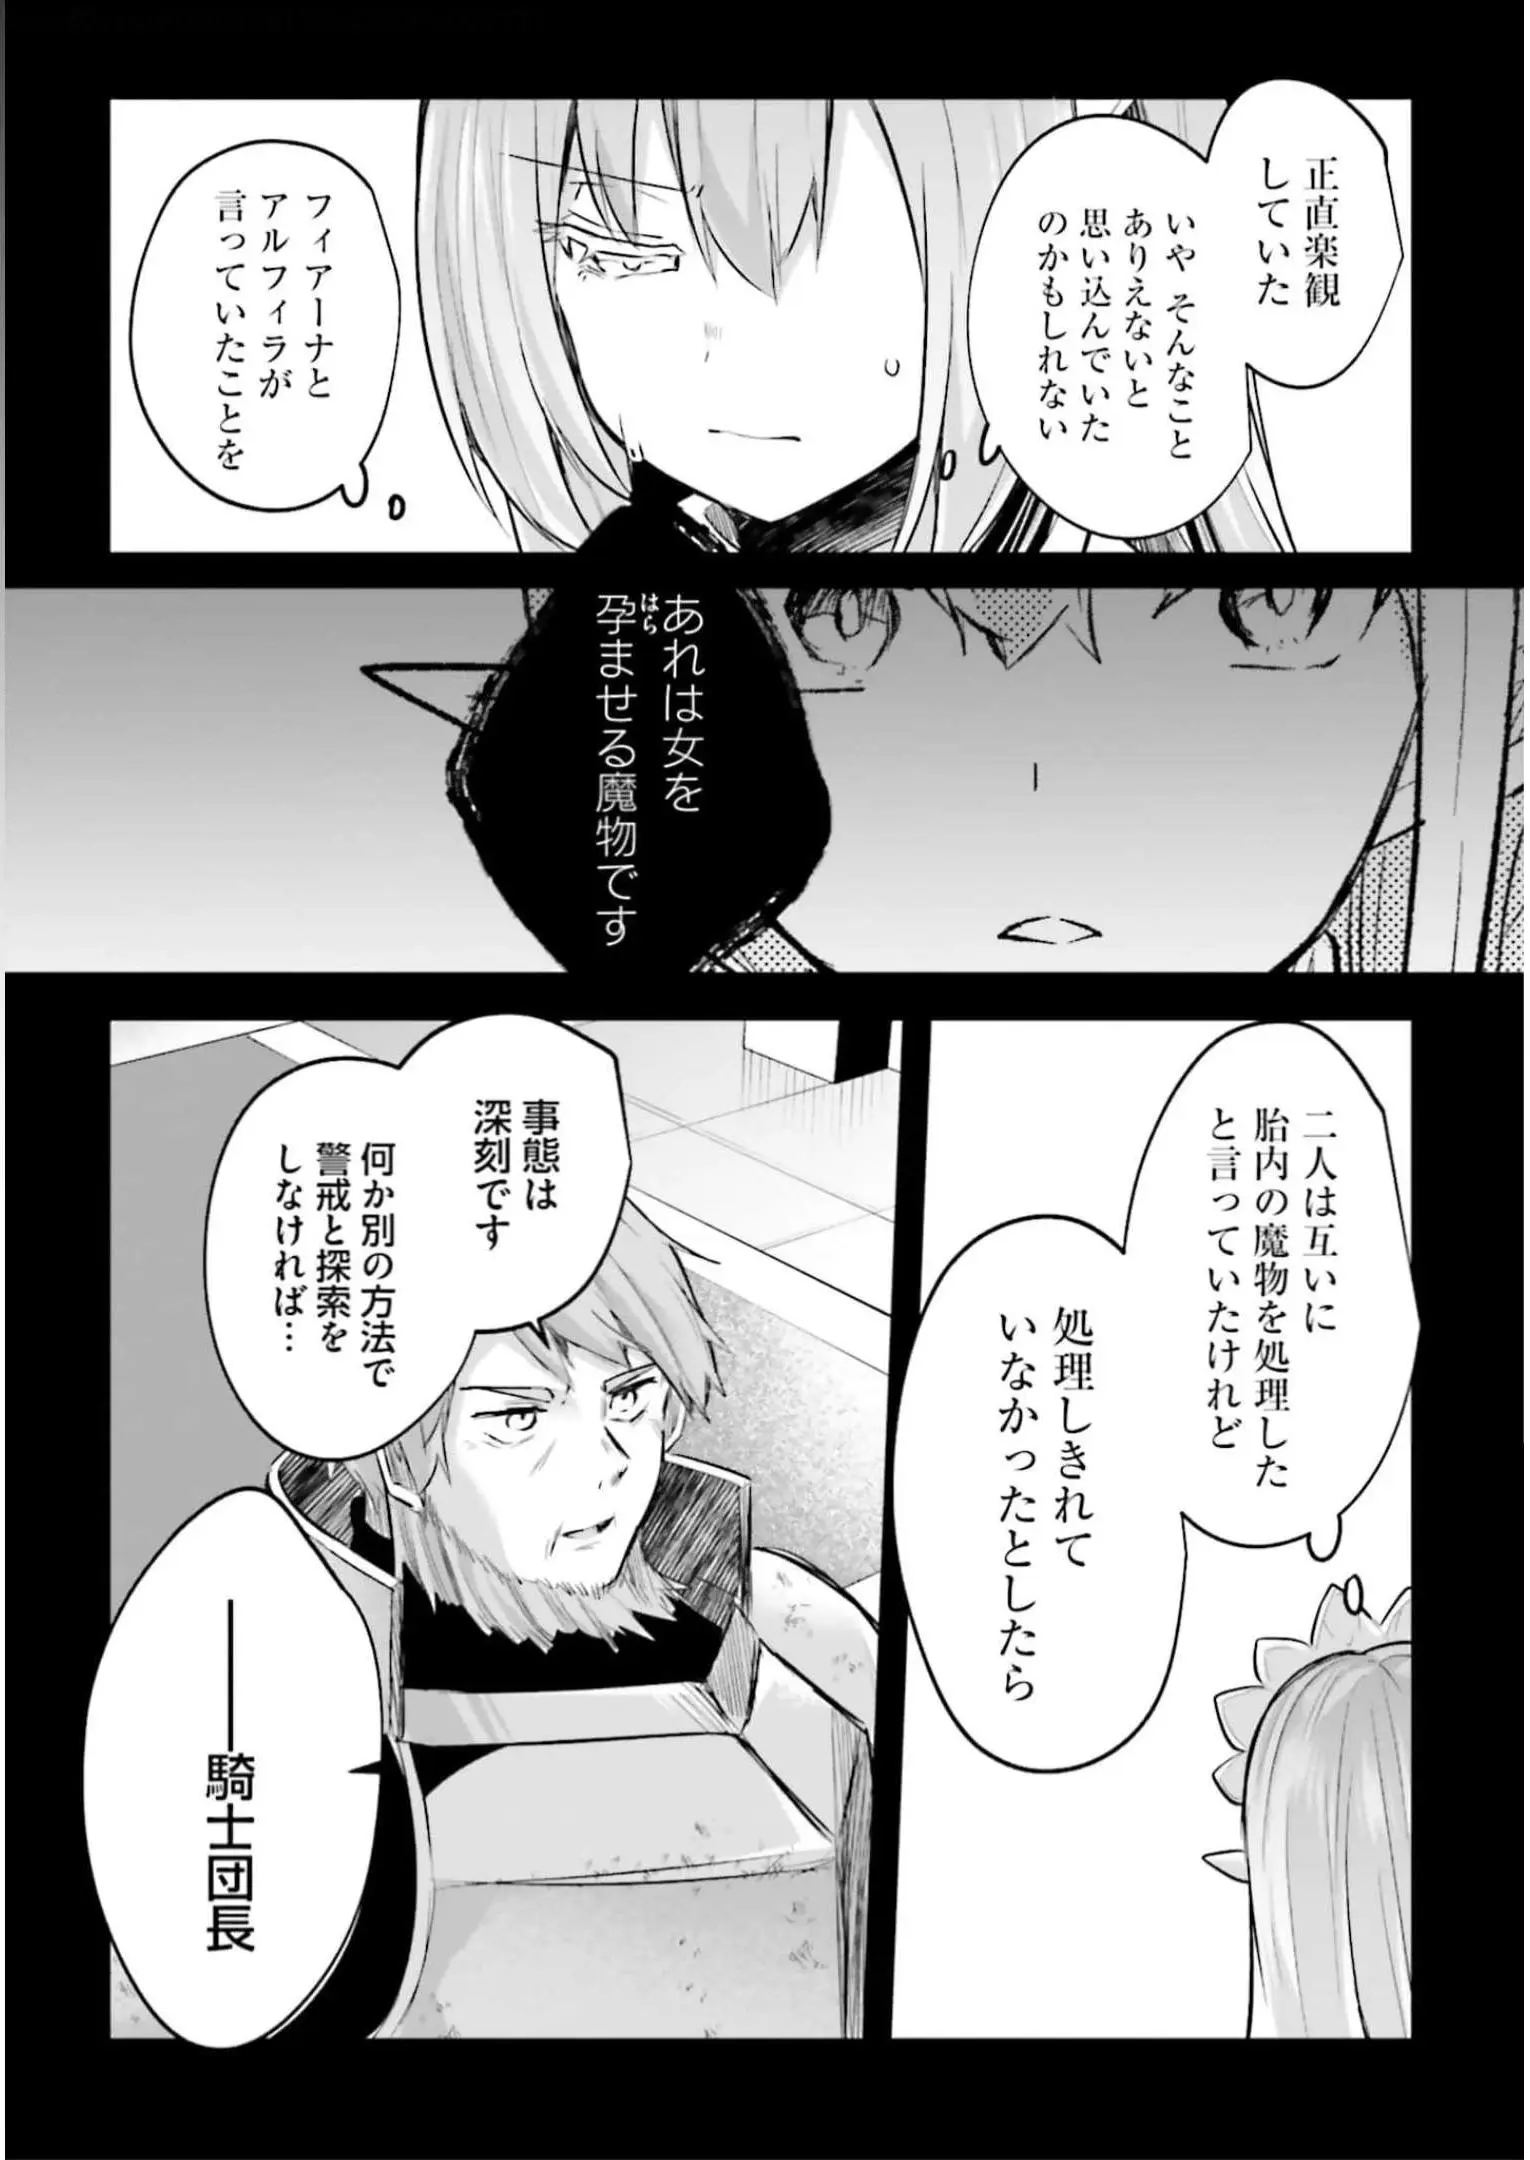 正直楽観
していた
いや そんなこと
ありえないと
思い込んでいた
のかもしれない
フィアーナと
アルフィラが
言っていたことを
あれは女を
孕ませる魔物です
はら
二人は互いに
胎内の魔物を処理した
と言っていたけれど
処理しきれて
いなかったとしたら
事態は
深刻です
何か別の方法で
警戒と探索を
しなければ…
――騎士団長